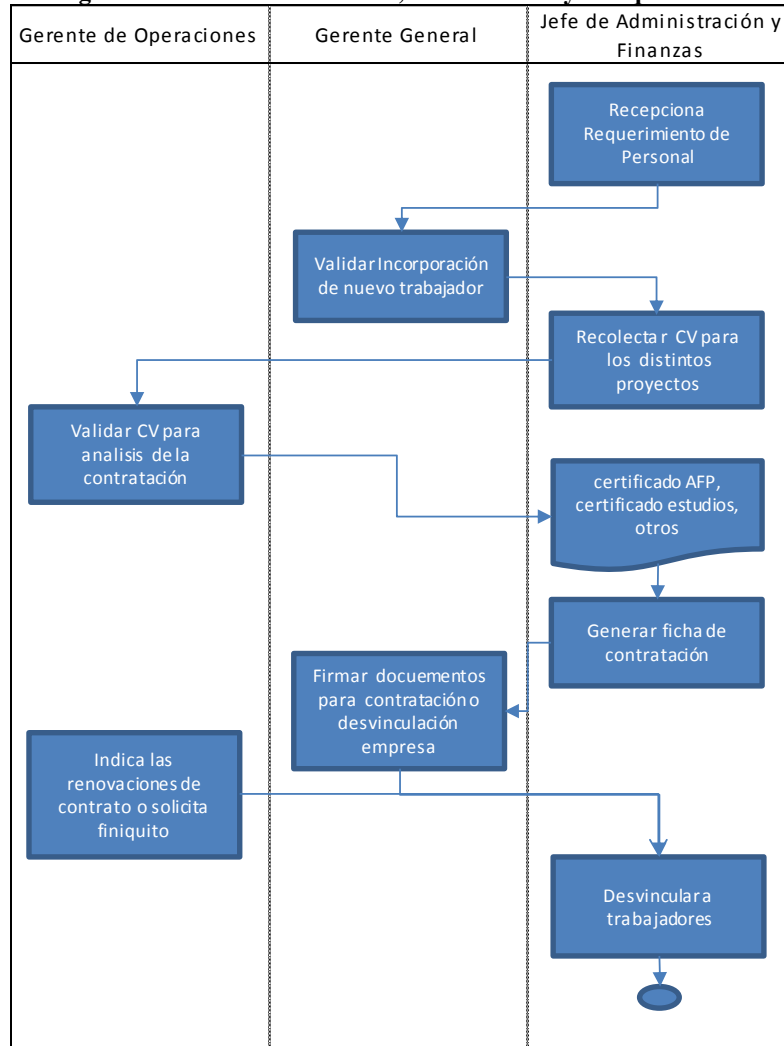 Gerente de Operaciones
Gerente General
Jefe de Administración y
Finanzas
Recepciona
Requerimiento de
Personal
Validar Incorporación
de nuevo trabajador
Recolectar CV para
los distintos
proyectos
Validar CV para
analisis de la
contratación
certificado AFP,
certificado estudios,
otros
Generar ficha de
contratación
Firmar docuementos
para contratación o
desvinculación
empresa
Indica las
renovaciones de
contrato o solicita
finiquito
Desvincular a
trabajadores